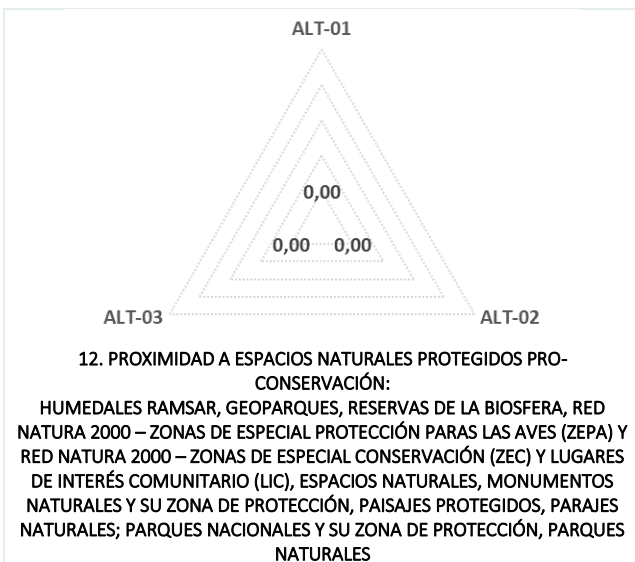 ALT-01
0,00
0,00 0,00
ALT-03 ALT-02
12. PROXIMIDAD A ESPACIOS NATURALES PROTEGIDOS PRO-
CONSERVACIÓN:
HUMEDALES RAMSAR, GEOPARQUES, RESERVAS DE LA BIOSFERA, RED
NATURA 2000 – ZONAS DE ESPECIAL PROTECCIÓN PARAS LAS AVES (ZEPA) Y
RED NATURA 2000 – ZONAS DE ESPECIAL CONSERVACIÓN (ZEC) Y LUGARES
DE INTERÉS COMUNITARIO (LIC), ESPACIOS NATURALES, MONUMENTOS
NATURALES Y SU ZONA DE PROTECCIÓN, PAISAJES PROTEGIDOS, PARAJES
NATURALES; PARQUES NACIONALES Y SU ZONA DE PROTECCIÓN, PARQUES
NATURALES